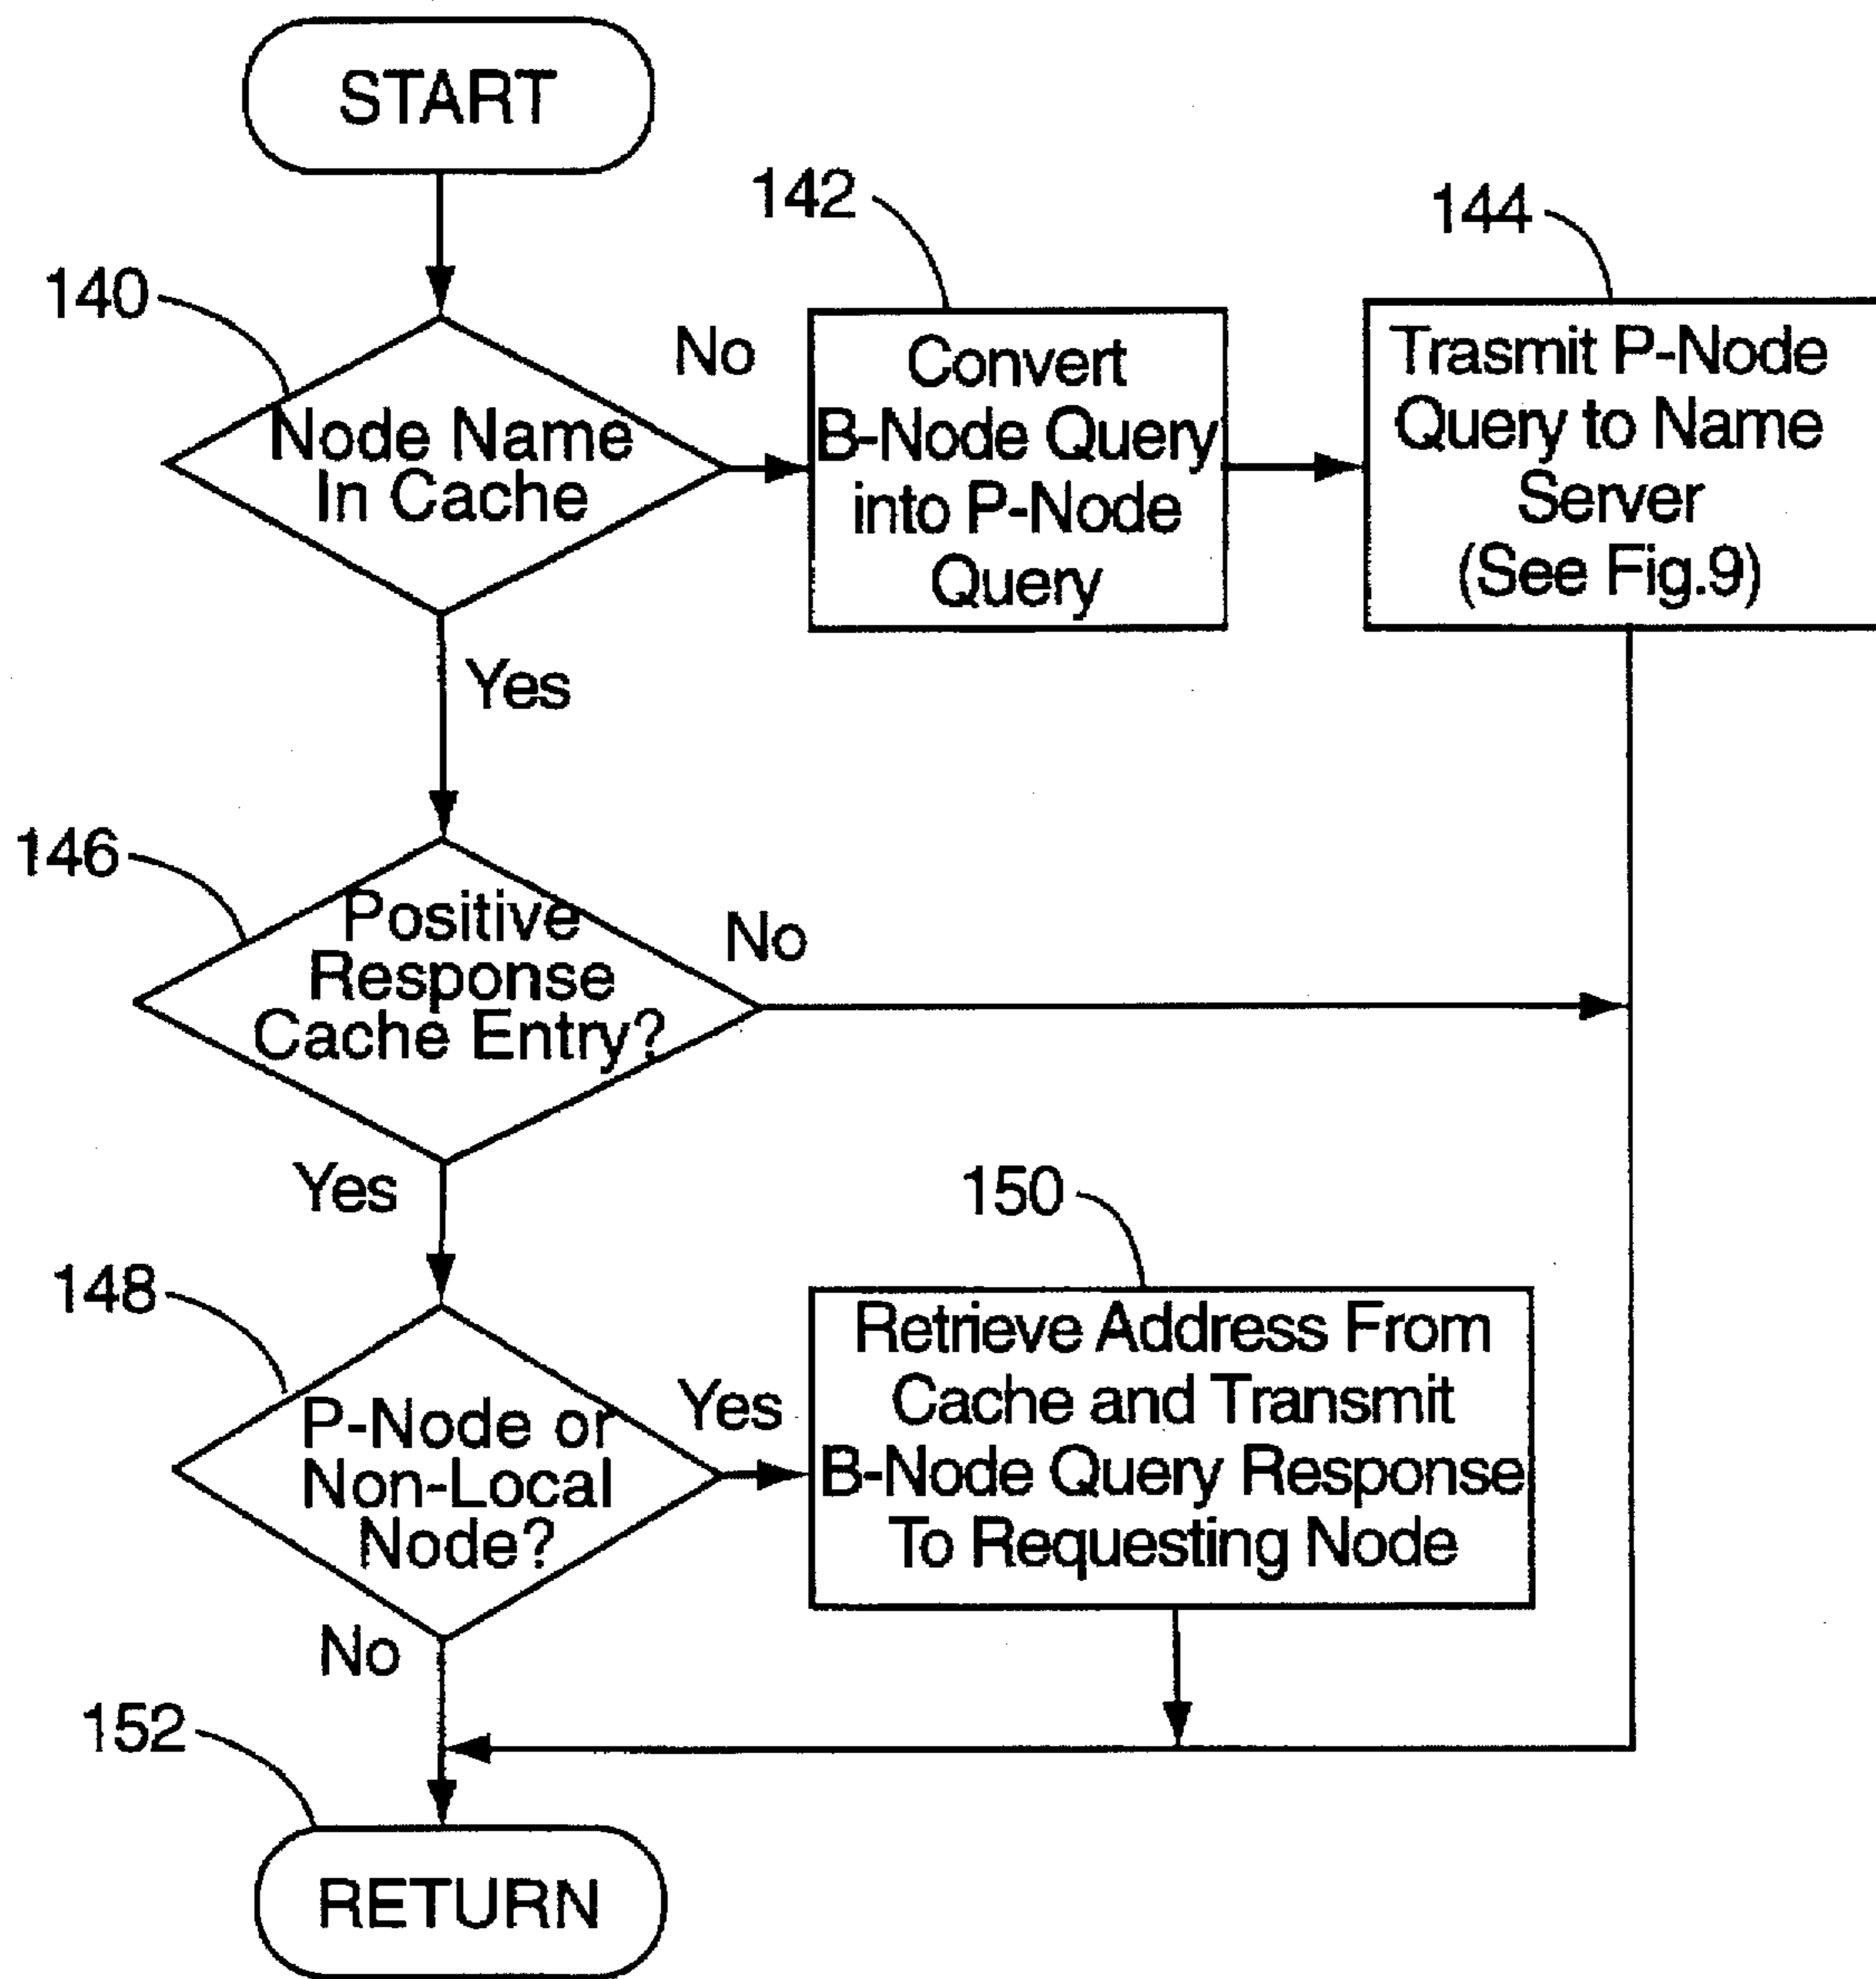 START
142
144
140
No
Node Name
In Cache
Convert
B-Node Query
into P-Node
Query
Trasmit P-Node
Query to Name
Server
(See Fig.9)
Yes
146
Positive
Response
Cache Entry?
No
Yes
150
148
P-Node or
Non-Local
Node?
Yes
Retrieve Address From
Cache and Transmit
B-Node Query Response
To Requesting Node
No
152
RETURN